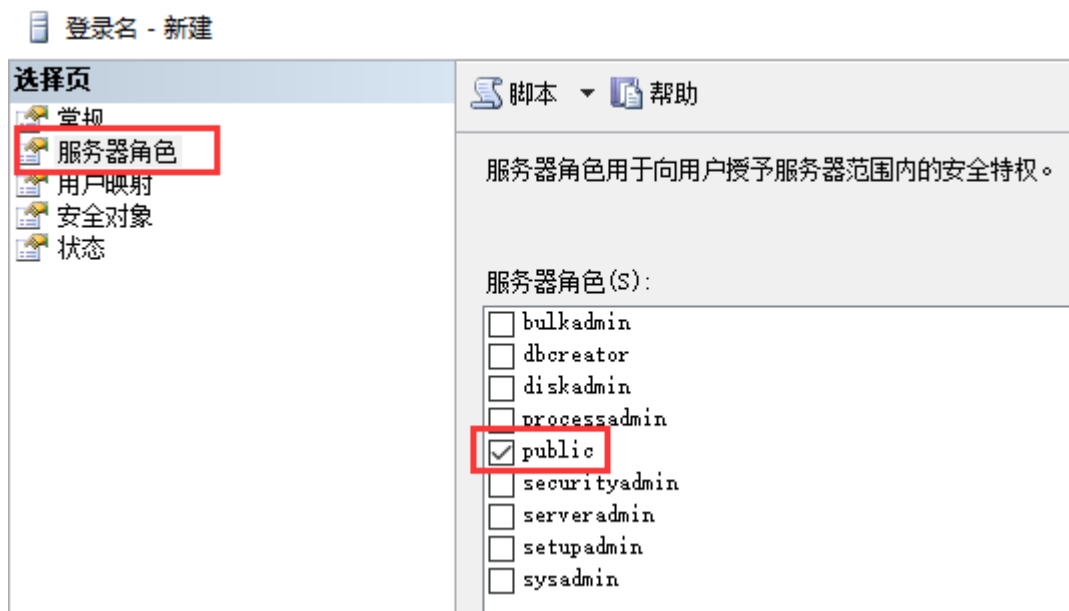 登录名 - 新建
选择页
常规
服务器角色
用户映射
安全对象
状态
脚本 帮助
服务器角色用于向用户授予服务器范围内的安全特权。
服务器角色(S):
bulkadmin
dbcreator
diskadmin
processadmin
public
securityadmin
serveradmin
setupadmin
sysadmin